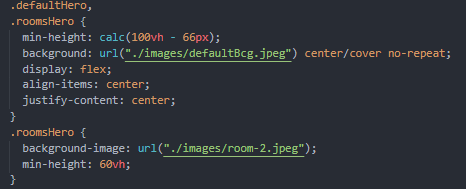 .defaultHero,
.roomsHero {
  min-height: calc(100vh - 66px);
  background: url("./images/defaultBcg.jpeg") center/cover no-repeat;
  display: flex;
  align-items: center;
  justify-content: center;
}
.roomsHero {
  background-image: url("./images/room-2.jpeg");
  min-height: 60vh;
}